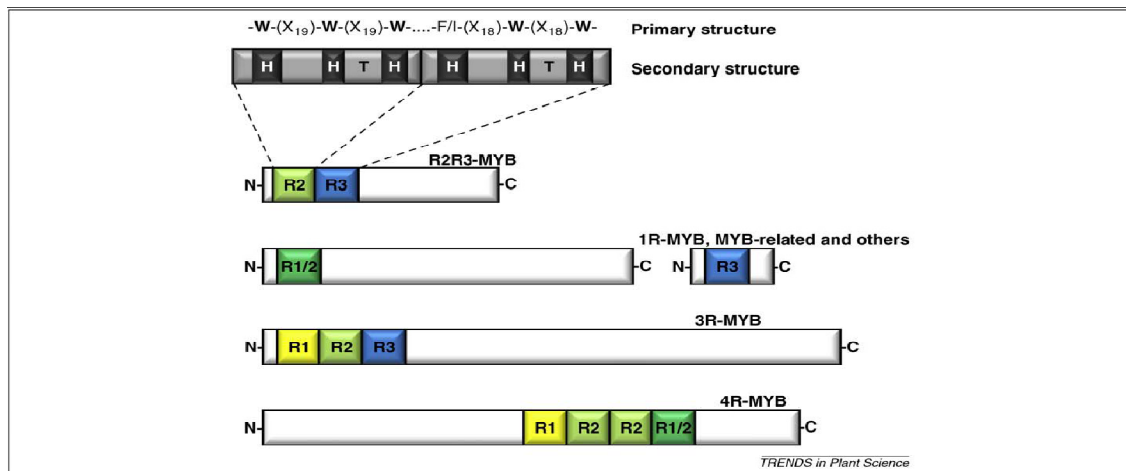 -W-(X₁₉)-W-(X₁₉)-W-....-F/I-(X₁₈)-W-(X₁₈)-W- Primary structure
H H T H H H T H Secondary structure
R2R3-MYB
N- R2 R3 -C
1R-MYB, MYB-related and others
N- R1/2 -C N- R3 -C
3R-MYB
N- R1 R2 R3 -C
4R-MYB
N- R1 R2 R2 R1/2 -C
TRENDS in Plant Science